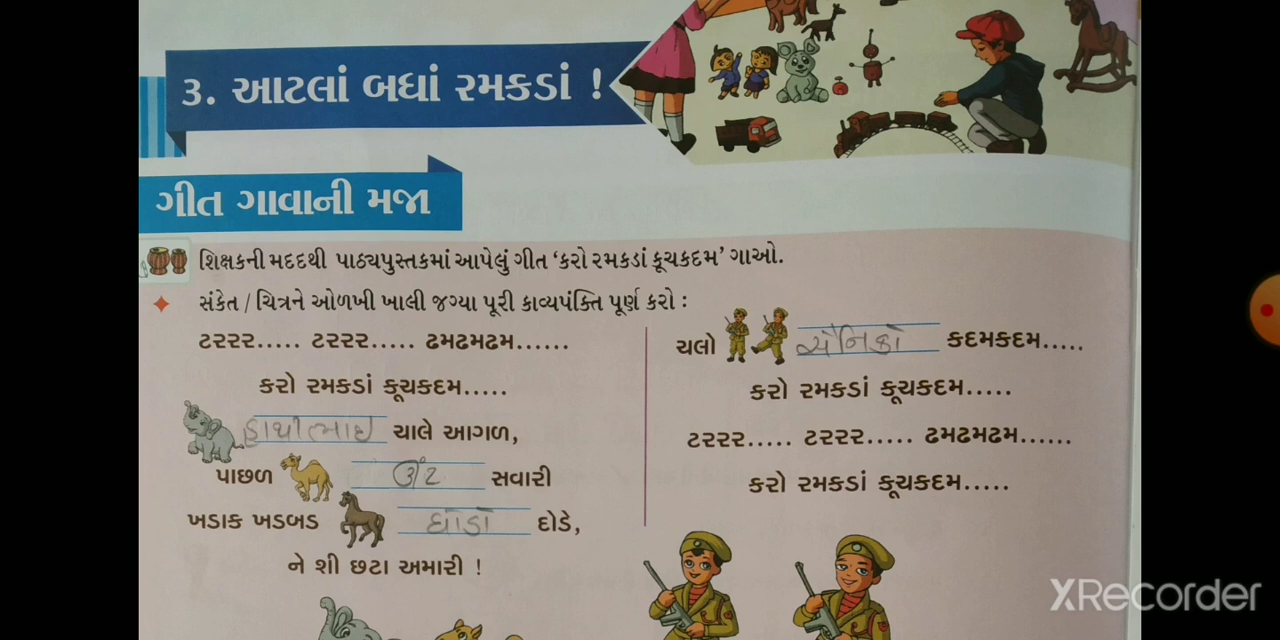 ૩. આટલાં બધાં રમકડાં !
ગીત ગાવાની મજા
શિક્ષકની મદદથી પાઠ્યપુસ્તકમાં આપેલું ગીત ‘કરો રમકડાં કૂચકદમ’ ગાઓ.
સંકેત / ચિત્રને ઓળખી ખાલી જગ્યા પૂરી કાવ્યપંક્તિ પૂર્ણ કરો :
ટરરર..... ટરરર..... ઢમઢમઢમ......
કરો રમકડાં કૂચકદમ.....
હાથીભાઇ ચાલે આગળ,
પાછળ ઊંટ સવારી
ખડાક ખડબડ ઘોડો દોડે,
ને શી છટા અમારી !
ચલો સૈનિકો કદમકદમ.....
કરો રમકડાં કૂચકદમ.....
ટરરર..... ટરરર..... ઢમઢમઢમ......
કરો રમકડાં કૂચકદમ.....
XRecorder